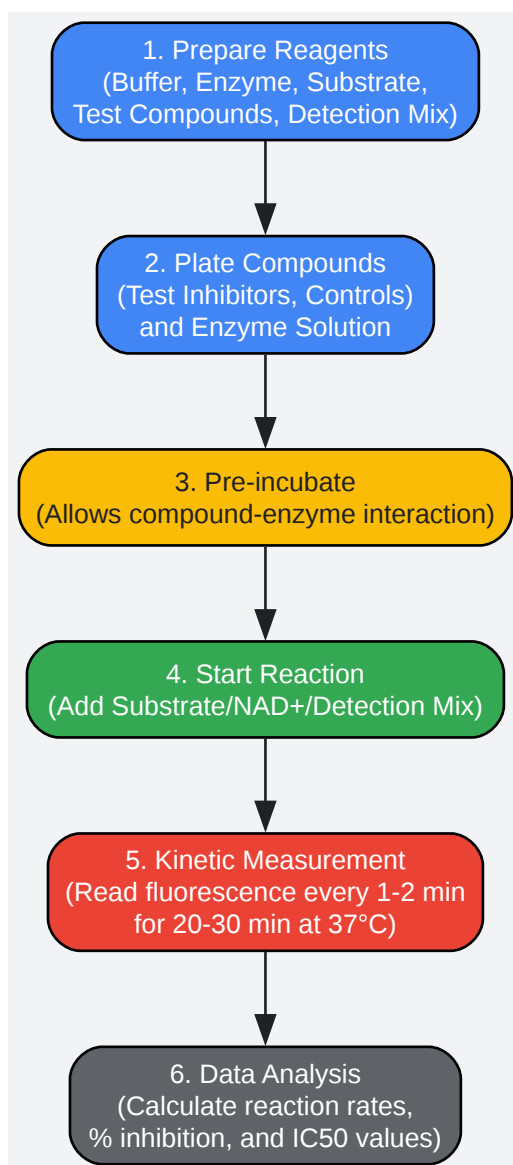 1. Prepare Reagents
(Buffer, Enzyme, Substrate,
Test Compounds, Detection Mix)
2. Plate Compounds
(Test Inhibitors, Controls)
and Enzyme Solution
3. Pre-incubate
(Allows compound-enzyme interaction)
4. Start Reaction
(Add Substrate/NAD+/Detection Mix)
5. Kinetic Measurement
(Read fluorescence every 1-2 min
for 20-30 min at 37°C)
6. Data Analysis
(Calculate reaction rates,
% inhibition, and IC50 values)